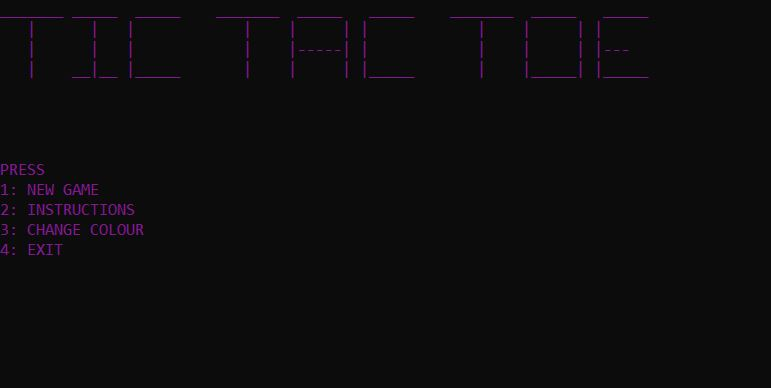 TIC TAC TOE
PRESS
1: NEW GAME
2: INSTRUCTIONS
3: CHANGE COLOUR
4: EXIT